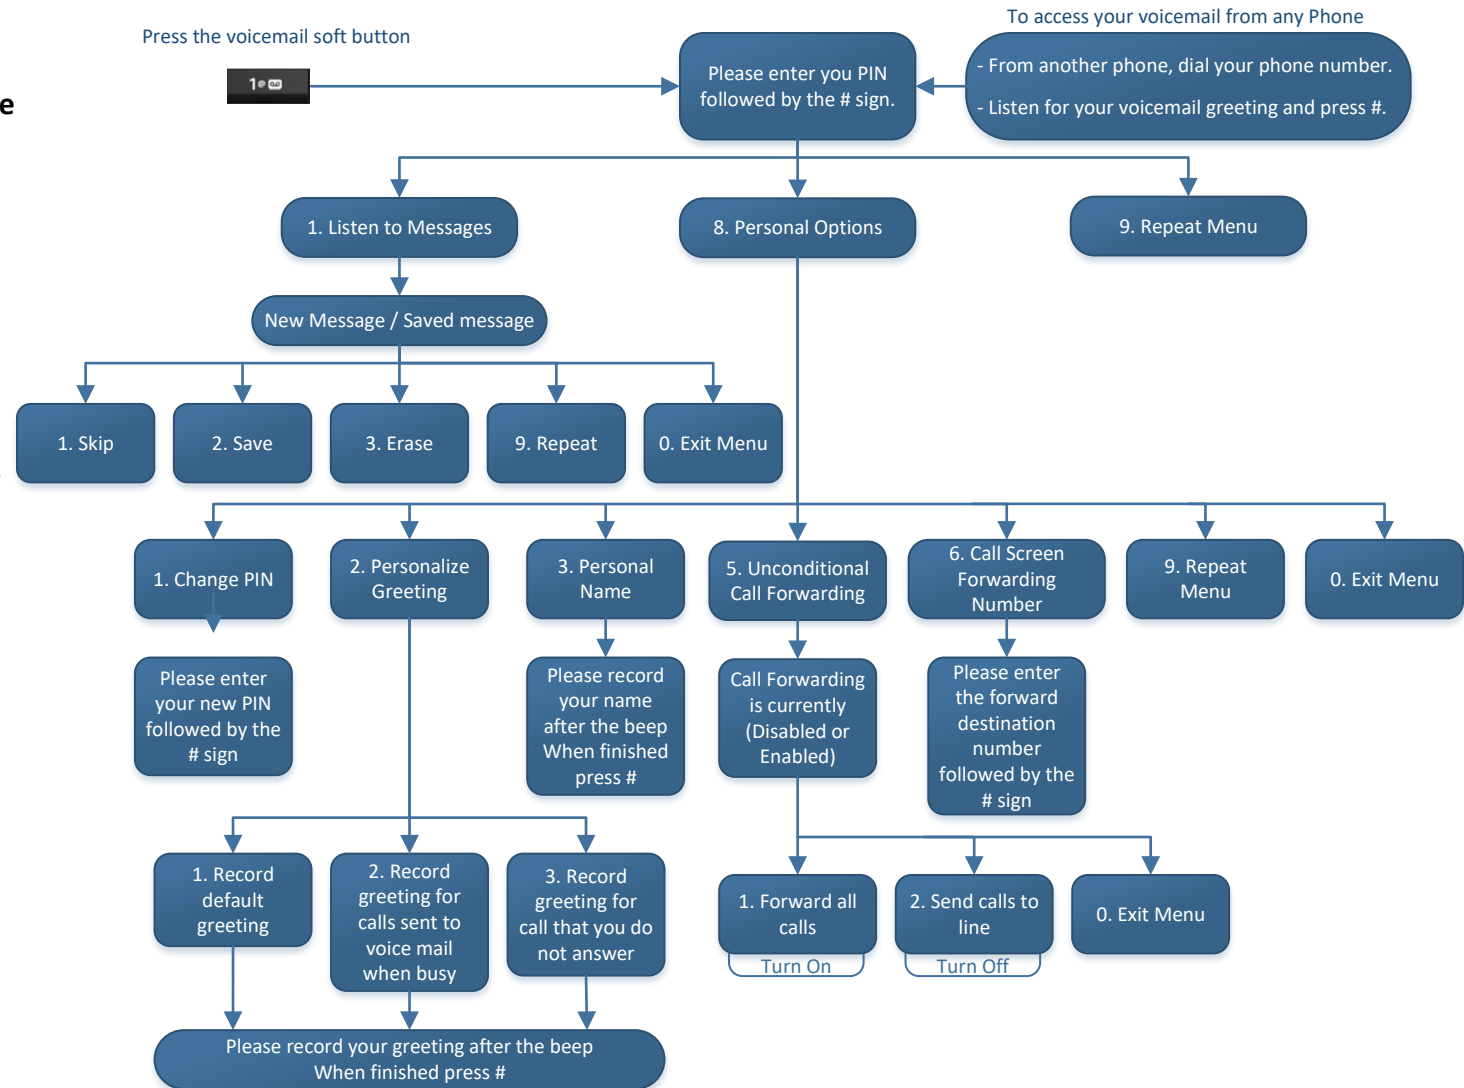 To access your voicemail from any Phone
Press the voicemail soft button
1
Please enter you PIN
followed by the # sign.
- From another phone, dial your phone number.
- Listen for your voicemail greeting and press #.
e
1. Listen to Messages
8. Personal Options
9. Repeat Menu
New Message / Saved message
1. Skip
2. Save
3. Erase
9. Repeat
0. Exit Menu
1. Change PIN
2. Personalize
Greeting
3. Personal
Name
5. Unconditional
Call Forwarding
6. Call Screen
Forwarding
Number
9. Repeat
Menu
0. Exit Menu
Please enter
your new PIN
followed by the
# sign
Please record
your name
after the beep
When finished
press #
Call Forwarding
is currently
(Disabled or
Enabled)
Please enter
the forward
destination
number
followed by the
# sign
1. Record
default
greeting
2. Record
greeting for
calls sent to
voice mail
when busy
3. Record
greeting for
call that you do
not answer
1. Forward all
calls
Turn On
2. Send calls to
line
Turn Off
0. Exit Menu
Please record your greeting after the beep
When finished press #